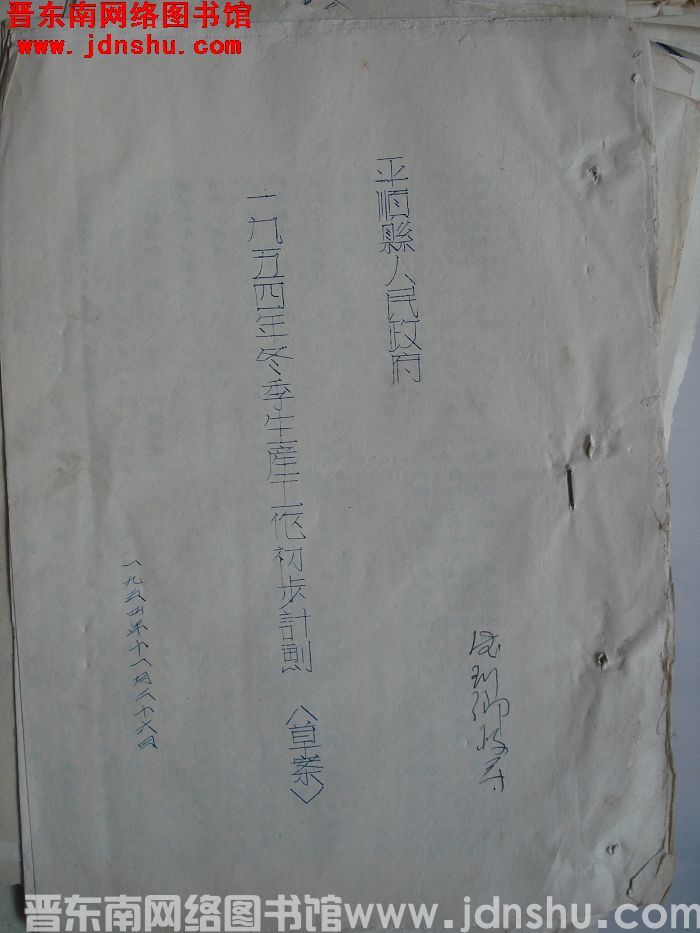 晋东南网络图书馆
www.jdnshu.com
平順縣人民政府
一九五四年冬季生産工作初步計劃 （草案）
一九五四年十一月二十六日
晋东南网络图书馆www.jdnshu.com